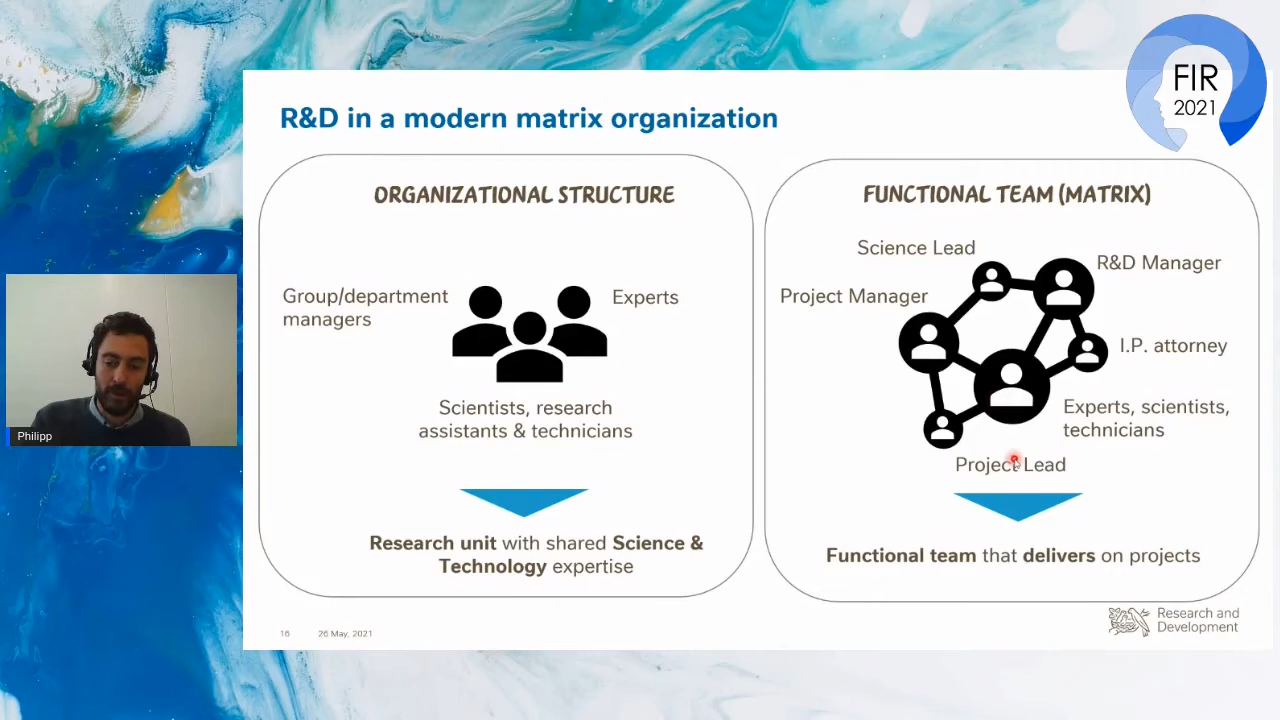 FIR
2021
R&D in a modern matrix organization
ORGANIZATIONAL STRUCTURE
Group/department
managers
Experts
Scientists, research
assistants & technicians
Research unit with shared Science &
Technology expertise
FUNCTIONAL TEAM (MATRIX)
Science Lead
R&D Manager
Project Manager
I.P. attorney
Experts, scientists,
technicians
Project Lead
Functional team that delivers on projects
16
26 May, 2021
Research and
Development
Philipp